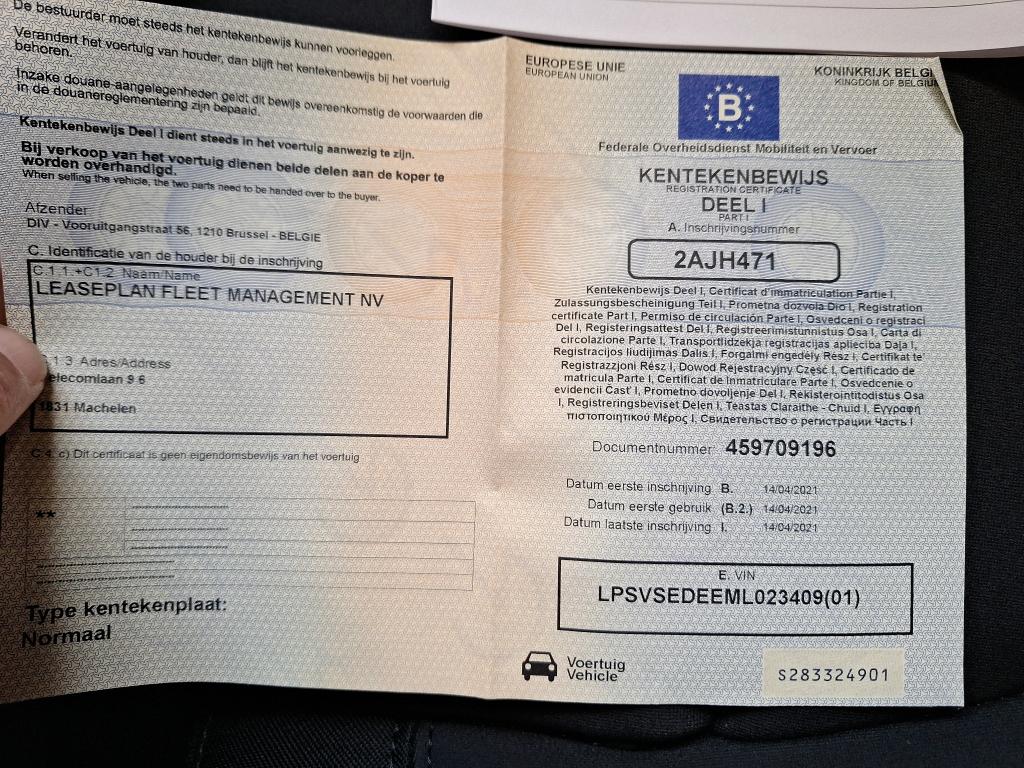 De bestuurder moet steeds het kentekenbewijs kunnen voorleggen.
Verandert het voertuig van houder, dan blijft het kentekenbewijs bij het voertuig
behoren.
Inzake douane-aangelegenheden geldt dit bewijs overeenkomstig de voorwaarden die
in de douanereglementering zijn bepaald.
Kentekenbewijs Deel I dient steeds in het voertuig aanwezig te zijn.
Bij verkoop van het voertuig dienen beide delen aan de koper te
worden overhandigd.
When selling the vehicle, the two parts need to be handed over to the buyer.
Afzender
DIV - Vooruitgangstraat 56, 1210 Brussel - BELGIE
C. Identificatie van de houder bij de inschrijving
C.1.1.+C1.2. Naam/Name
LEASEPLAN FLEET MANAGEMENT NV
.1.3. Adres/Address
elecomlaan 9 6
1831 Machelen
C.4. c) Dit certificaat is geen eigendomsbewijs van het voertuig
**
Type kentekenplaat:
Normaal
EUROPESE UNIE
EUROPEAN UNION
KONINKRIJK BELGI
KINGDOM OF BELGIUM
B
Federale Overheidsdienst Mobiliteit en Vervoer
KENTEKENBEWIJS
REGISTRATION CERTIFICATE
DEEL I
PART I
A. Inschrijvingsnummer
2AJH471
Kentekenbewijs Deel I, Certificat d'immatriculation Partie I,
Zulassungsbescheinigung Teil I, Prometna dozvola Dio I, Registration
certificate Part I, Permiso de circulación Parte I, Osvedceni o registraci
Del I, Registeringsattest Del I, Registreerimistunnistus Osa I, Carta di
circolazione Parte I, Transportlidzekja registracijas aplieciba Daja I,
Registracijos liudijimas Dalis I, Forgalmi engedély Rész I, Certifikat te'
Registrazzjoni Rész I, Dowod Rejestracyjny Część I, Certificado de
matricula Parte I, Certificat de Inmatriculare Parte I, Osvedcenie o
evidencii Časť I, Prometno dovoljenje Del I, Rekisterointitodistus Osa
I, Registreringsbeviset Delen I, Teastas Claraithe - Chuid I, Εγγραφη
πιστοποιητικού Μέρος I, Свидетельство о регистрации Часть I
Documentnummer 459709196
Datum eerste inschrijving B. 14/04/2021
Datum eerste gebruik (B.2.) 14/04/2021
Datum laatste inschrijving I. 14/04/2021
E. VIN
LPSVSEDEEML023409(01)
Voertuig
Vehicle
S283324901